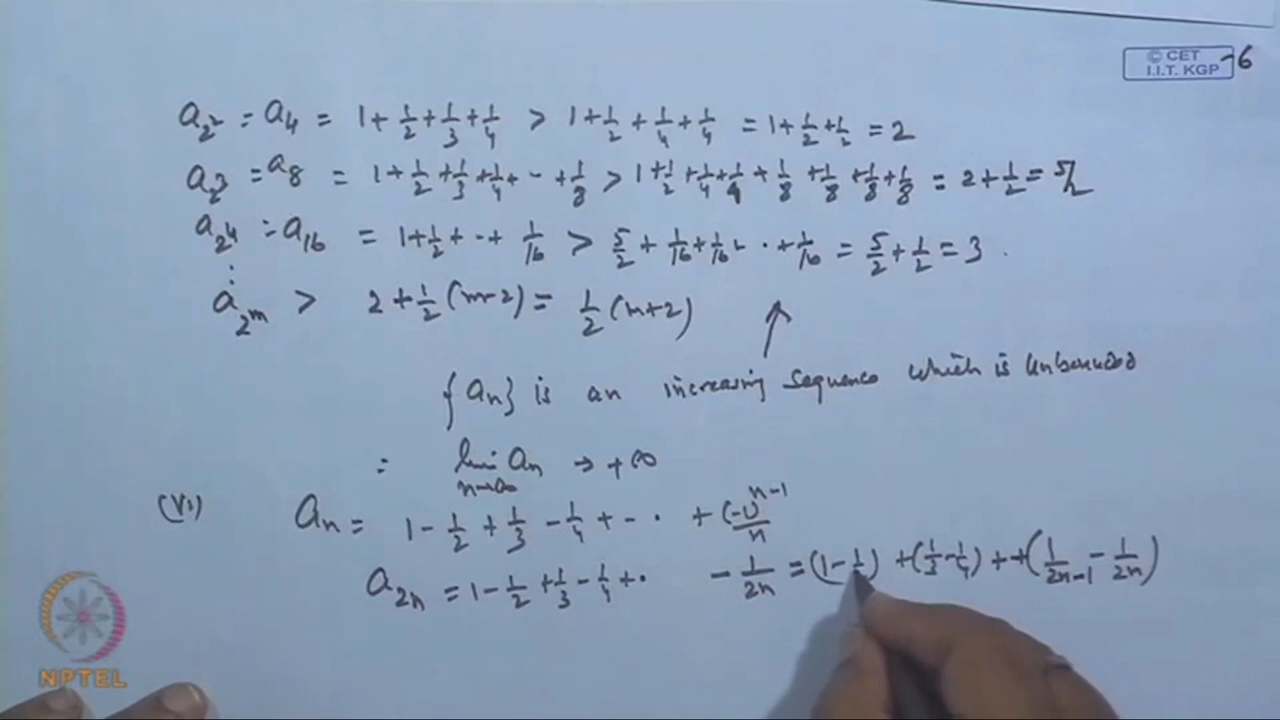 © CET
I.I.T. KGP
-6
a_{2^2} = a_4 = 1 + 1/2 + 1/3 + 1/4 > 1 + 1/2 + 1/4 + 1/4 = 1 + 1/2 + 1/2 = 2
a_{2^3} = a_8 = 1 + 1/2 + 1/3 + 1/4 + - + 1/8 > 1 + 1/2 + 1/4 + 1/4 + 1/8 + 1/8 + 1/8 + 1/8 = 2 + 1/2 = 5/2
a_{2^4} = a_{16} = 1 + 1/2 + - + 1/16 > 5/2 + 1/16 + 1/16 + . + 1/16 = 5/2 + 1/2 = 3 .
:
a_{2^m} > 2 + 1/2 (m-2) = 1/2 (m+2) ↑
{a_n} is an increasing sequence which is unbounded
: lim_{n→∞} a_n → +∞
(VI) a_n = 1 - 1/2 + 1/3 - 1/4 + - . + (-1)^{n-1}/n
a_{2n} = 1 - 1/2 + 1/3 - 1/4 + . - 1/2n = (1 - 1/2) + (1/3 - 1/4) + + (1/2n-1 - 1/2n)
NPTEL